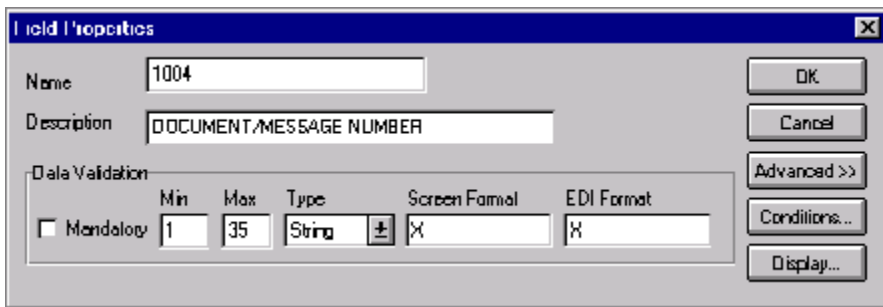 Field Properties
Name 1004
Description DOCUMENT/MESSAGE NUMBER
Data Validation
Min Max Type Screen Format EDI Format
Mandatory 1 35 String X X
OK
Cancel
Advanced >>
Conditions...
Display...